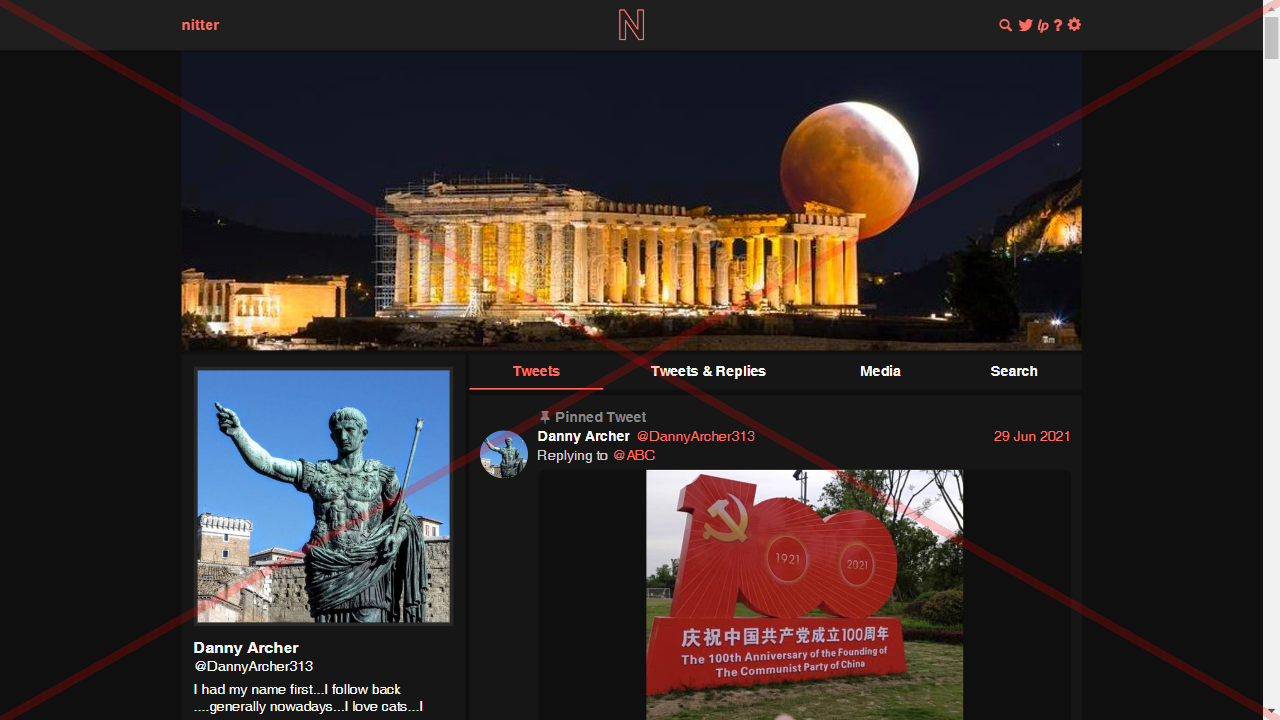 nitter
N
lp ?
Tweets
Tweets & Replies
Media
Search
Pinned Tweet
Danny Archer @DannyArcher313
29 Jun 2021
Replying to @ABC
1921
2021
庆祝中国共产党成立100周年
The 100th Anniversary of the Founding of
The Communist Party of China
Danny Archer
@DannyArcher313
I had my name first...I follow back
....generally nowadays...I love cats...I